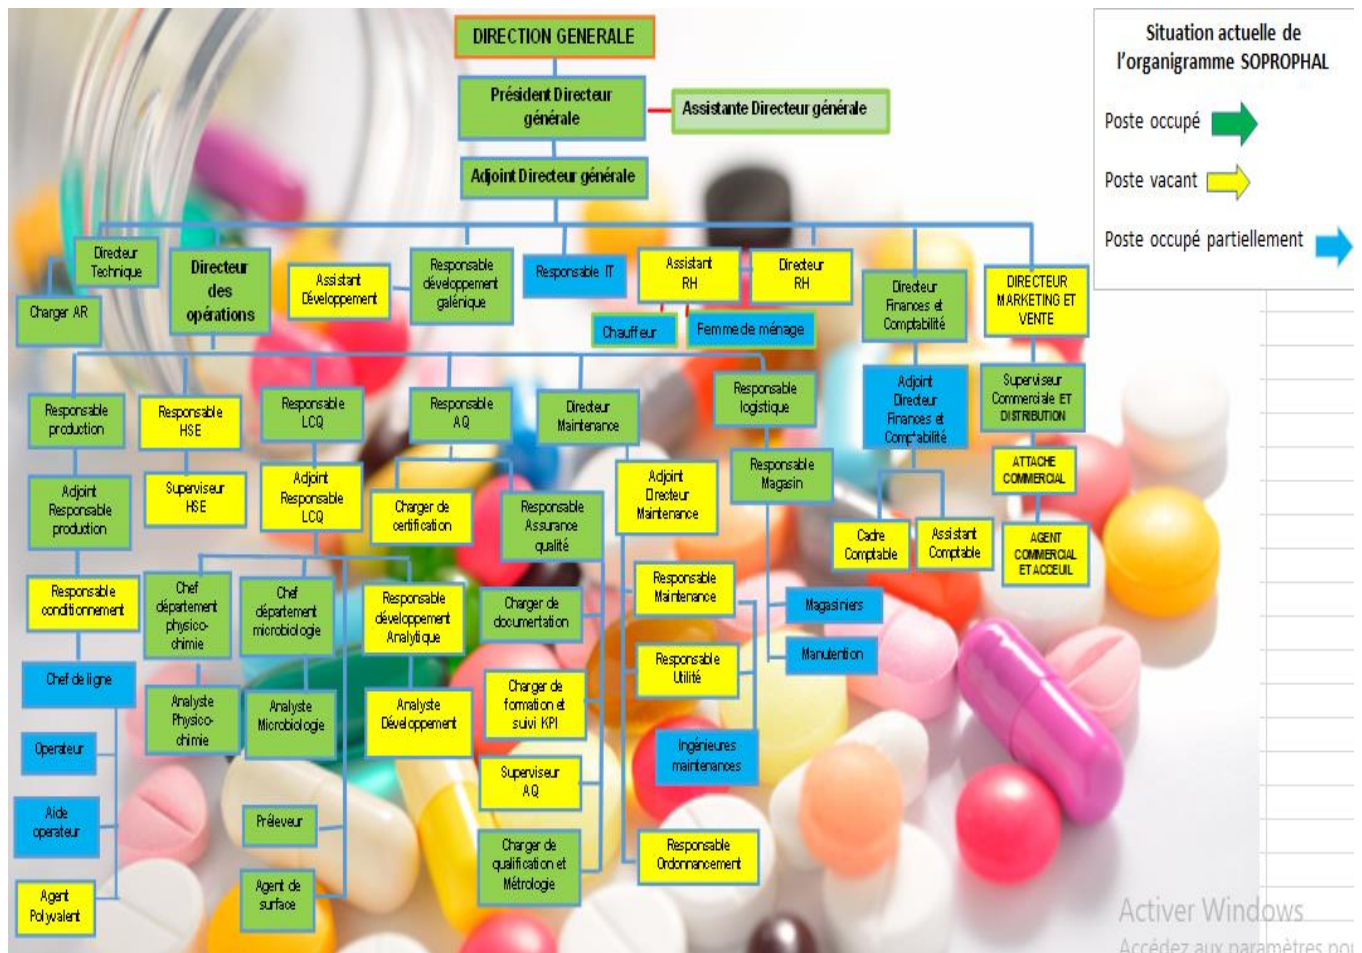 DIRECTION GENERALE
Situation actuelle de
l'organigramme SOPROPHAL
Président Directeur
générale
Assistante Directeur générale
Poste occupé
Adjoint Directeur générale
Poste vacant
Poste occupé partiellement
Directeur
Technique
Directeur
des
opérations
Assistant
Développement
Responsable
développement
galénique
Responsable IT
Assistant
RH
Directeur
RH
Directeur
Finances et
Comptabilité
DIRECTEUR
MARKETING ET
VENTE
Charger AR
Chauffeur
Femme de ménage
Responsable
production
Responsable
HSE
Responsable
LCQ
Responsable
AQ
Directeur
Maintenance
Responsable
logistique
Adjoint
Directeur
Finances et
Comptabilité
Superviseur
Commerciale ET
DISTRIBUTION
Adjoint
Responsable
production
Superviseur
HSE
Adjoint
Responsable
LCQ
Charger de
certification
Responsable
Assurance
qualité
Adjoint
Directeur
Maintenance
Responsable
Magasin
ATTACHE
COMMERCIAL
Cadre
Comptable
Assistant
Comptable
AGENT
COMMERCIAL
ET ACCEUIL
Responsable
conditionnement
Chef
département
physico-
chimie
Chef
département
microbiologie
Responsable
développement
Analytique
Charger de
documentation
Responsable
Maintenance
Magasiniers
Chef de ligne
Analyste
Physico-
chimie
Analyste
Microbiologie
Analyste
Développement
Charger de
formation et
suivi KPI
Responsable
Utilité
Manutention
Operateur
Superviseur
AQ
Ingénieures
maintenances
Aide
operateur
Préleveur
Charger de
qualification et
Métrologie
Responsable
Ordonnancement
Agent
Polyvalent
Agent de
surface
Activer Windows
Accédez aux paramètres pou